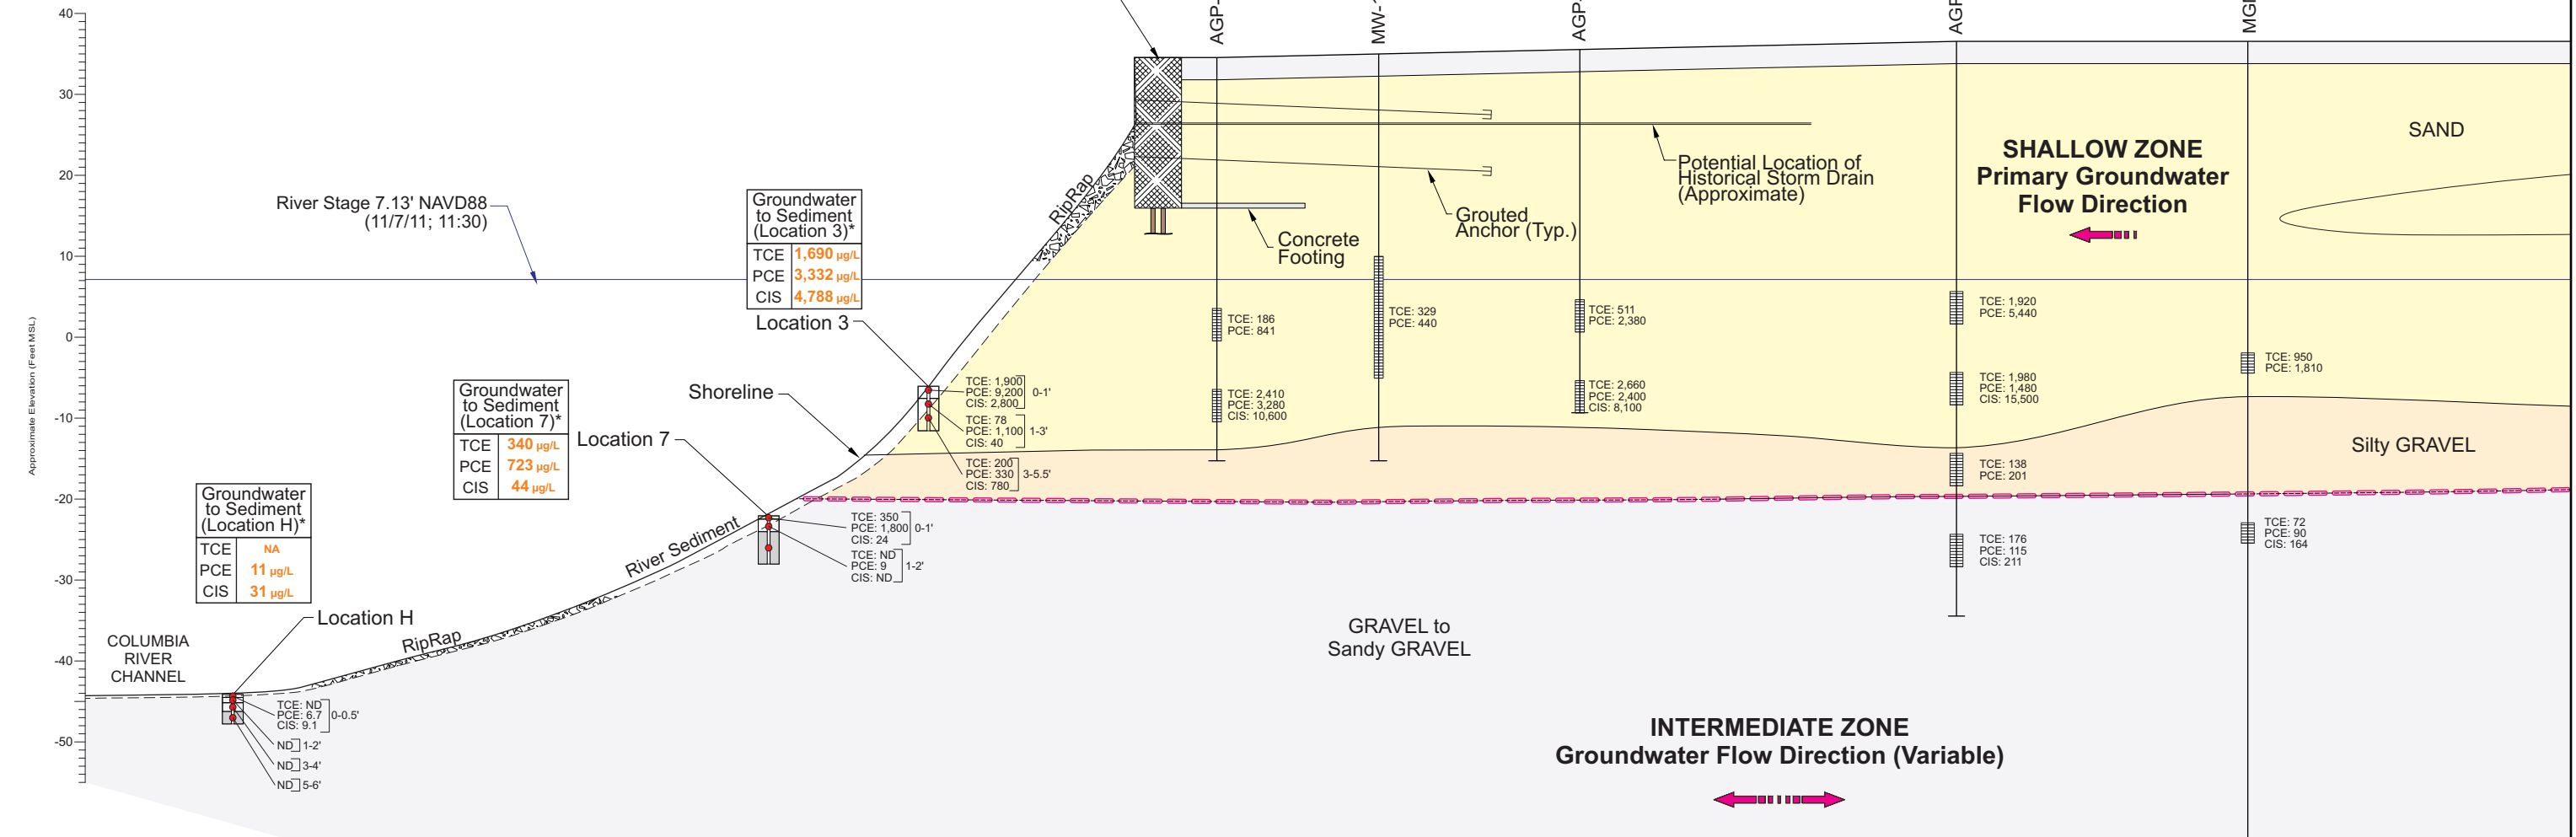 40
30
20
10
0
-10
-20
-30
-40
-50
Approximate Elevation (Feet MSL)
AGP-
MW-
AGP
River Stage 7.13' NAVD88
(11/7/11; 11:30)
Groundwater
to Sediment
(Location 3)*
TCE 1,690 µg/L
PCE 3,332 µg/L
CIS 4,788 µg/L
Location 3
Groundwater
to Sediment
(Location 7)*
TCE 340 µg/L
PCE 723 µg/L
CIS 44 µg/L
Location 7
Shoreline
Groundwater
to Sediment
(Location H)*
TCE NA
PCE 11 µg/L
CIS 31 µg/L
Location H
COLUMBIA
RIVER
CHANNEL
RipRap
River Sediment
RipRap
TCE: ND
PCE: 6.7
CIS: 9.1
0-0.5'
ND 1-2'
ND 3-4'
ND 5-6'
TCE: 350
PCE: 1,800
CIS: 24
0-1'
TCE: ND
PCE: 9
CIS: ND
1-2'
TCE: 1,900
PCE: 9,200
CIS: 2,800
0-1'
TCE: 78
PCE: 1,100
CIS: 40
1-3'
TCE: 200
PCE: 330
CIS: 780
3-5.5'
Concrete
Footing
Grouted
Anchor (Typ.)
Potential Location of
Historical Storm Drain
(Approximate)
SHALLOW ZONE
Primary Groundwater
Flow Direction
SAND
TCE: 186
PCE: 841
TCE: 2,410
PCE: 3,280
CIS: 10,600
TCE: 329
PCE: 440
TCE: 511
PCE: 2,380
TCE: 2,660
PCE: 2,400
CIS: 8,100
TCE: 1,920
PCE: 5,440
TCE: 1,980
PCE: 1,480
CIS: 15,500
TCE: 138
PCE: 201
TCE: 176
PCE: 115
CIS: 211
TCE: 950
PCE: 1,810
TCE: 72
PCE: 90
CIS: 164
Silty GRAVEL
GRAVEL to
Sandy GRAVEL
INTERMEDIATE ZONE
Groundwater Flow Direction (Variable)